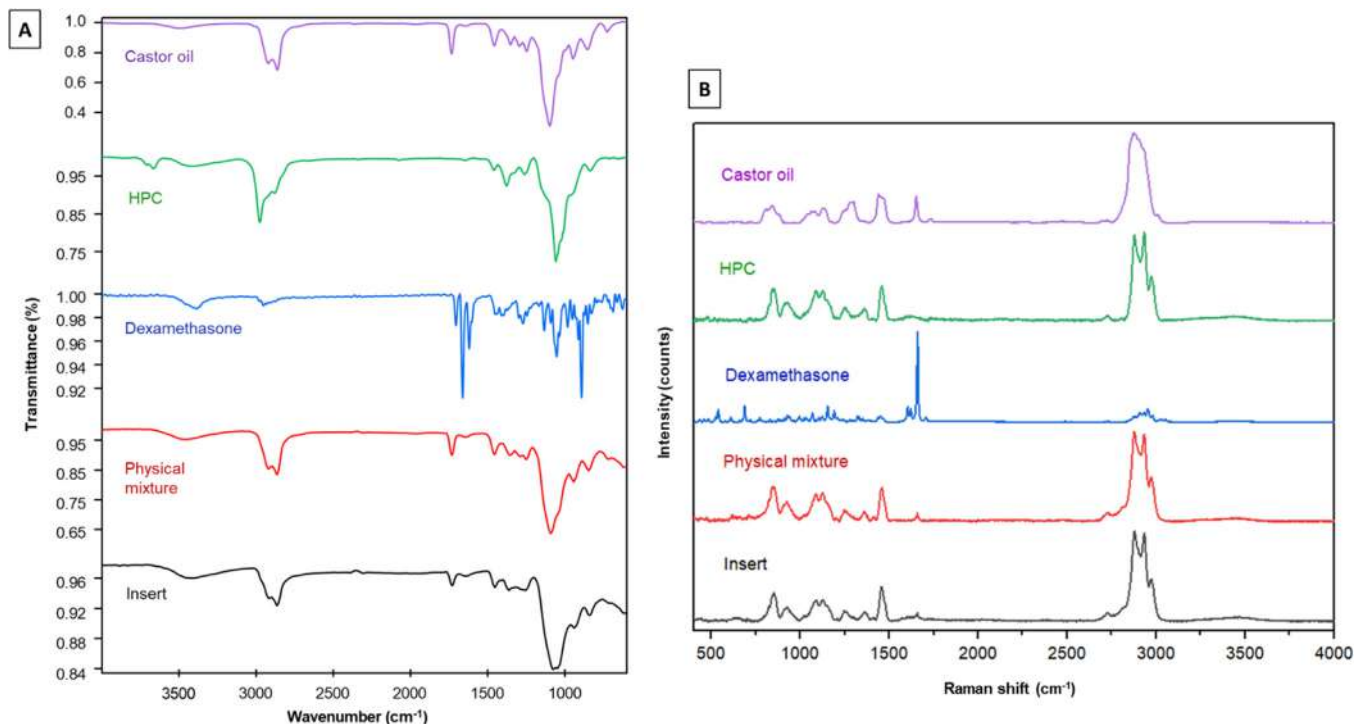 A
1.0
0.8
0.6
0.4
Castor oil
0.95
0.85
0.75
HPC
1.00
0.98
0.96
0.94
0.92
Dexamethasone
0.95
0.85
0.75
0.65
Physical
mixture
0.96
0.92
0.88
0.84
Insert
Transmittance (%)
3500 3000 2500 2000 1500 1000
Wavenumber (cm⁻¹)
B
Castor oil
HPC
Dexamethasone
Physical mixture
Insert
Intensity (counts)
500 1000 1500 2000 2500 3000 3500 4000
Raman shift (cm⁻¹)